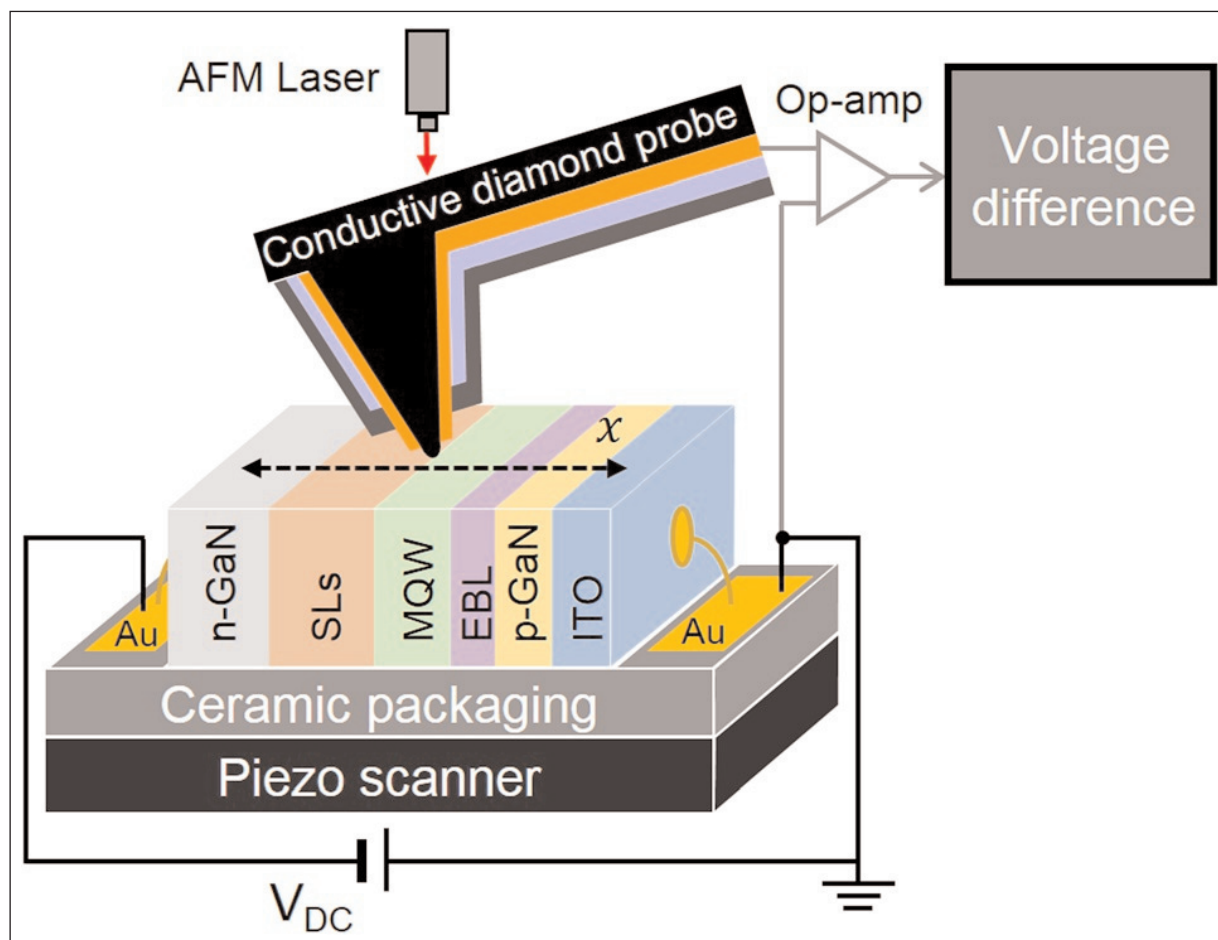 AFM Laser
Op-amp
Voltage
difference
Conductive diamond probe
x
n-GaN
SLs
MQW
EBL
p-GaN
ITO
Au
Au
Ceramic packaging
Piezo scanner
VDC